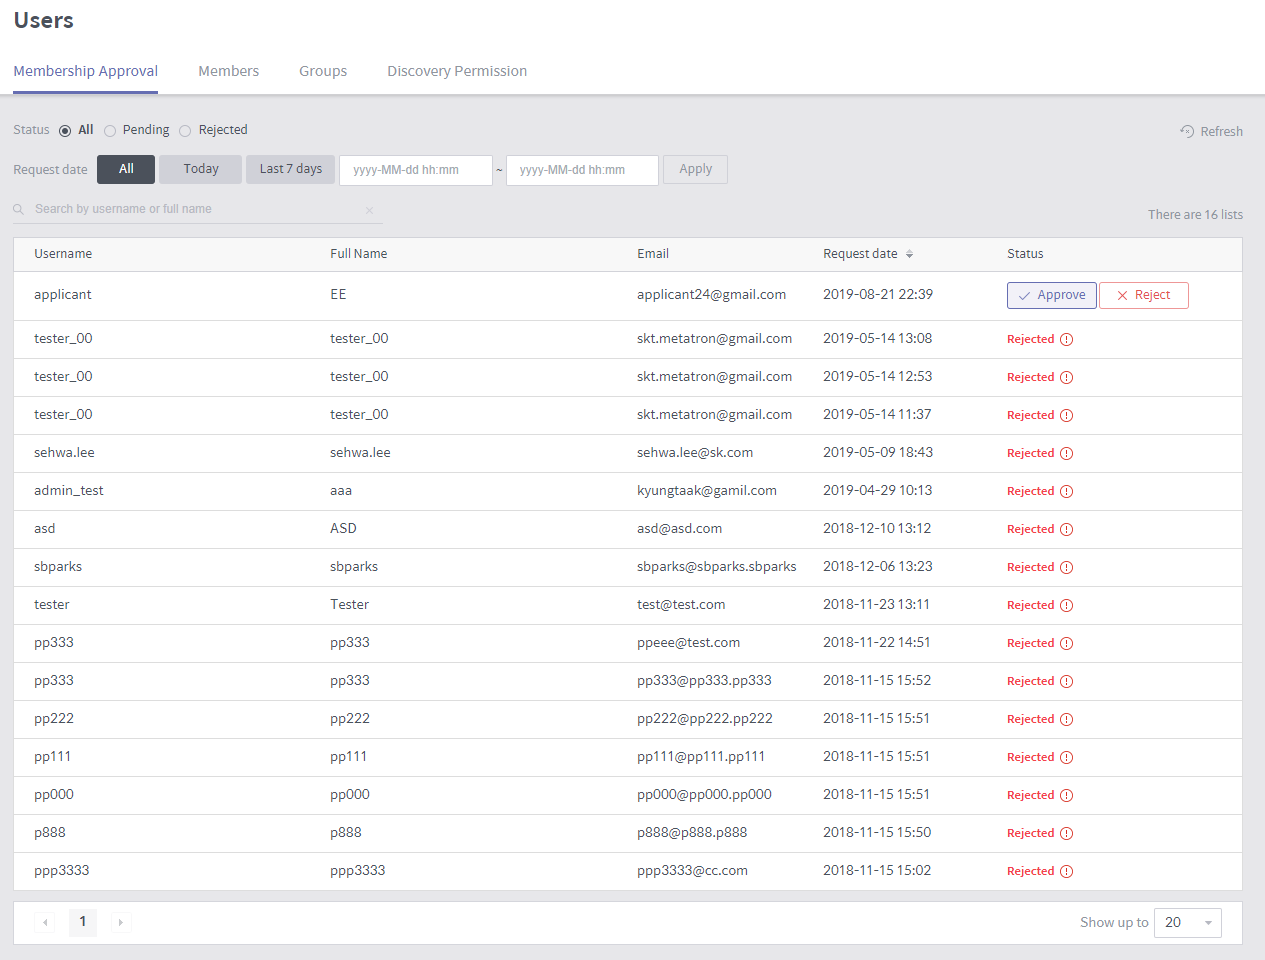 Users
Membership Approval Members Groups Discovery Permission
Status All Pending Rejected Refresh
Request date All Today Last 7 days yyyy-MM-dd hh:mm ~ yyyy-MM-dd hh:mm Apply
Search by username or full name
There are 16 lists
Username Full Name Email Request date Status
applicant EE applicant24@gmail.com 2019-08-21 22:39 Approve Reject
tester_00 tester_00 skt.metatron@gmail.com 2019-05-14 13:08 Rejected
tester_00 tester_00 skt.metatron@gmail.com 2019-05-14 12:53 Rejected
tester_00 tester_00 skt.metatron@gmail.com 2019-05-14 11:37 Rejected
sehwa.lee sehwa.lee sehwa.lee@sk.com 2019-05-09 18:43 Rejected
admin_test aaa kyungtaak@gamil.com 2019-04-29 10:13 Rejected
asd ASD asd@asd.com 2018-12-10 13:12 Rejected
sbparks sbparks sbparks@sbparks.sbparks 2018-12-06 13:23 Rejected
tester Tester test@test.com 2018-11-23 13:11 Rejected
pp333 pp333 ppeee@test.com 2018-11-22 14:51 Rejected
pp333 pp333 pp333@pp333.pp333 2018-11-15 15:52 Rejected
pp222 pp222 pp222@pp222.pp222 2018-11-15 15:51 Rejected
pp111 pp111 pp111@pp111.pp111 2018-11-15 15:51 Rejected
pp000 pp000 pp000@pp000.pp000 2018-11-15 15:51 Rejected
p888 p888 p888@p888.p888 2018-11-15 15:50 Rejected
ppp3333 ppp3333 ppp3333@cc.com 2018-11-15 15:02 Rejected
1 Show up to 20